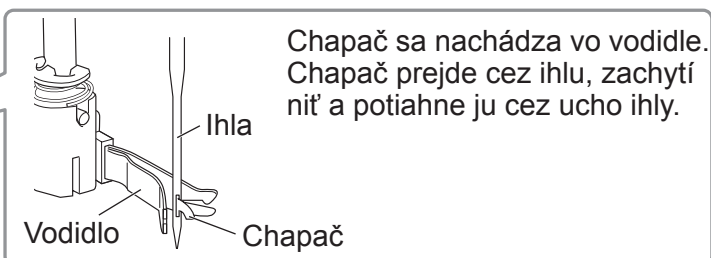 Chapač sa nachádza vo vodidle.
Chapač prejde cez ihlu, zachytí
niť a potiahne ju cez ucho ihly.
Ihla
Vodidlo
Chapač